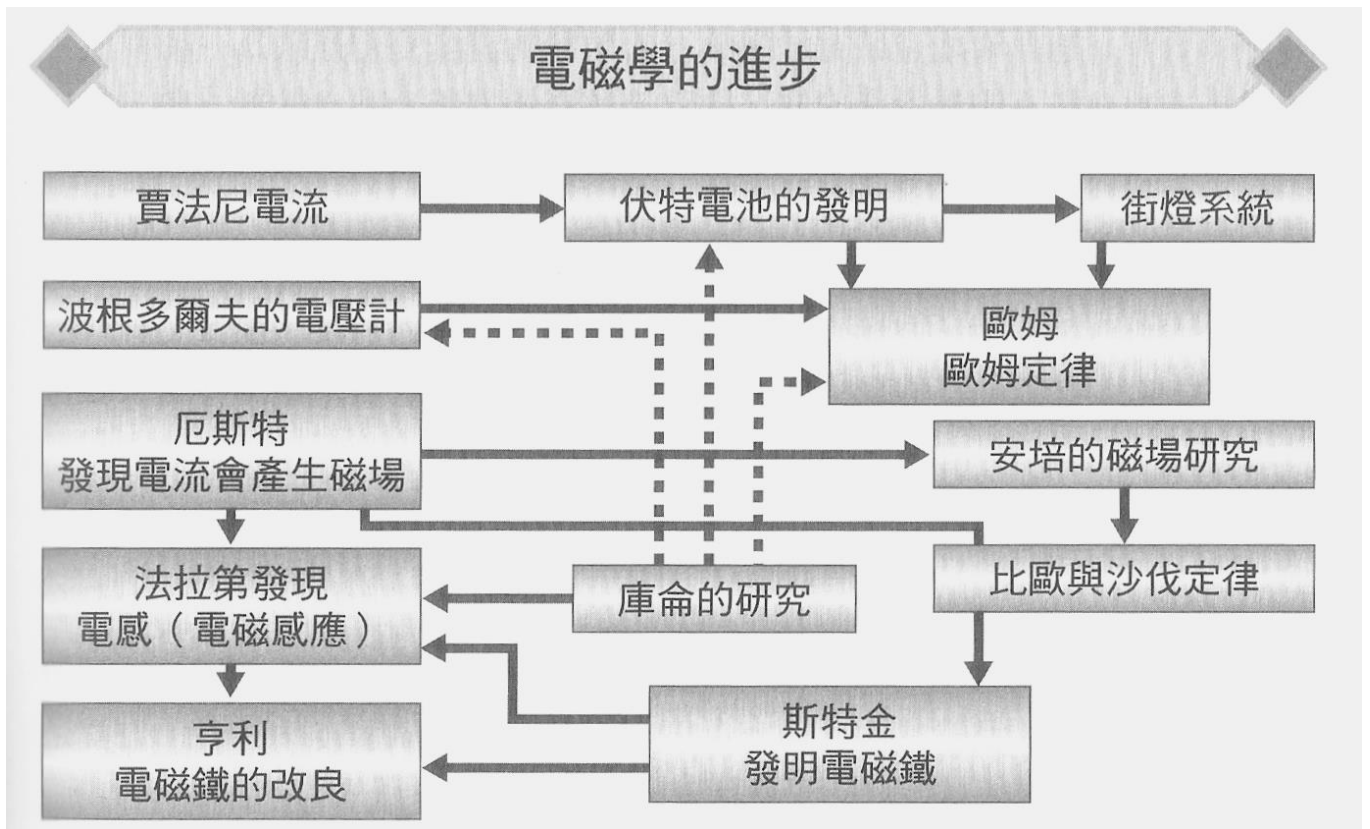 電磁學的進步
賈法尼電流
伏特電池的發明
街燈系統
波根多爾夫的電壓計
歐姆
歐姆定律
厄斯特
發現電流會產生磁場
安培的磁場研究
法拉第發現
電感（電磁感應）
庫侖的研究
比歐與沙伐定律
亨利
電磁鐵的改良
斯特金
發明電磁鐵